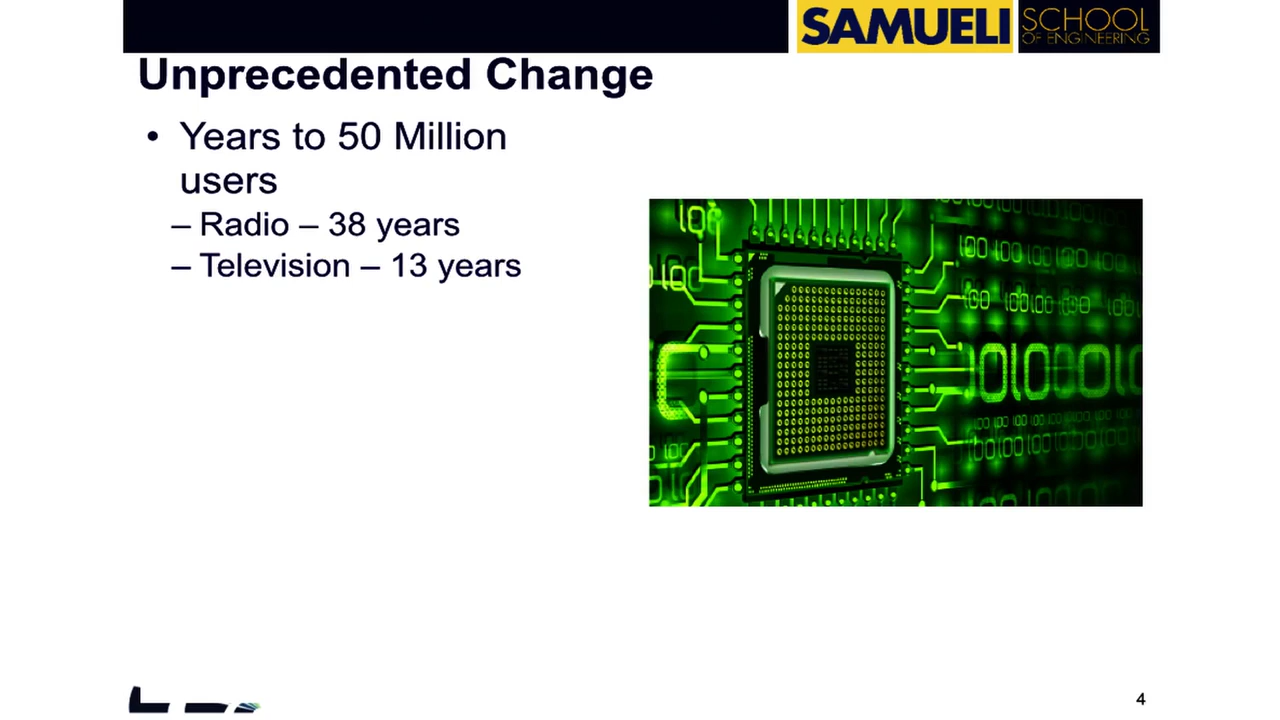 SAMUELI SCHOOL
OF ENGINEERING
Unprecedented Change
• Years to 50 Million
users
– Radio – 38 years
– Television – 13 years
4